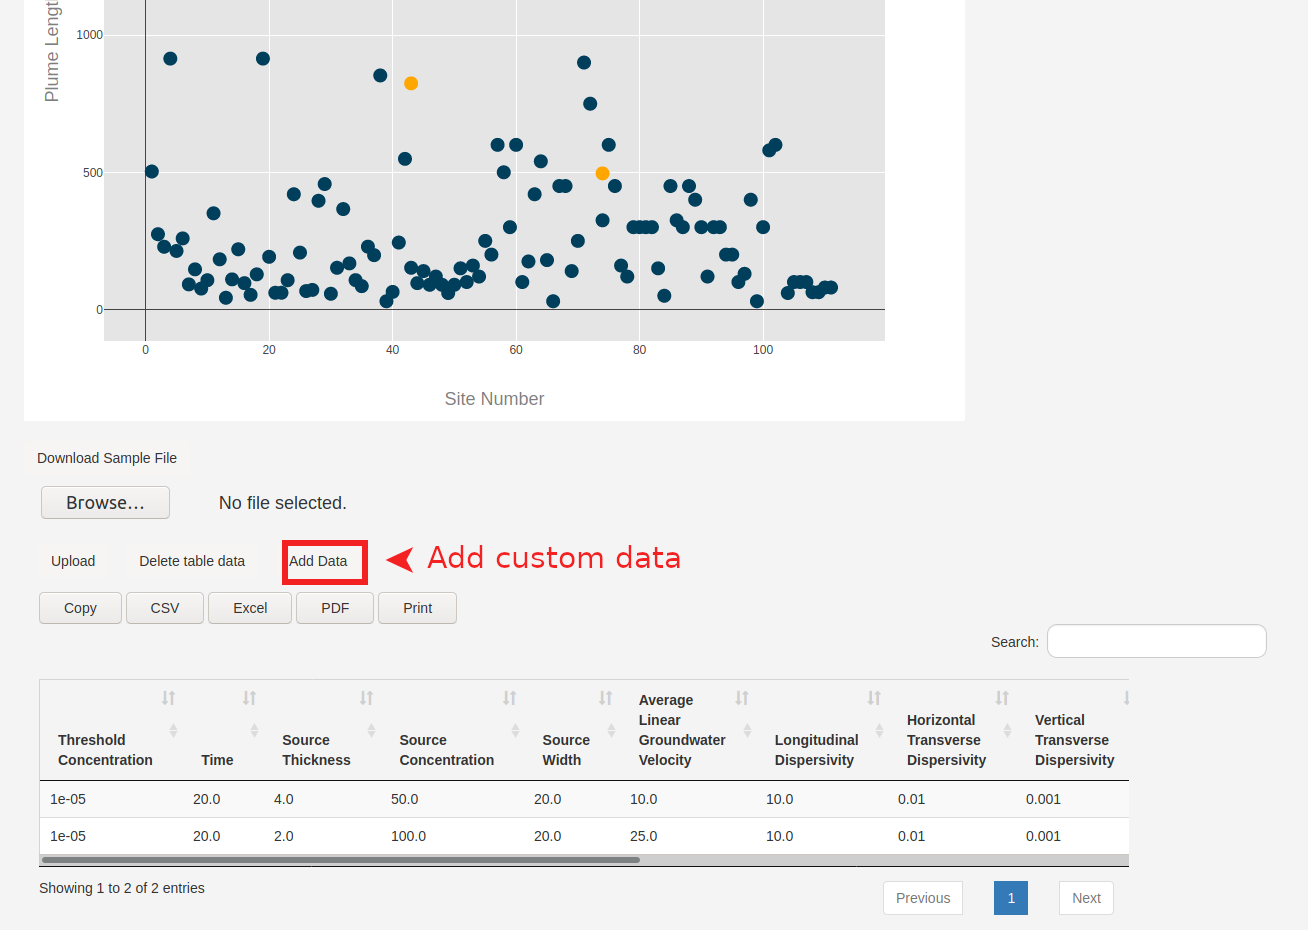 1000
Plume Lengt
500
0
0 20 40 60 80 100
Site Number
Download Sample File
Browse... No file selected.
Upload Delete table data Add Data Add custom data
Copy CSV Excel PDF Print
Search:
Threshold Concentration Time Source Thickness Source Concentration Source Width Average Linear Groundwater Velocity Longitudinal Dispersivity Horizontal Transverse Dispersivity Vertical Transverse Dispersivity
1e-05 20.0 4.0 50.0 20.0 10.0 10.0 0.01 0.001
1e-05 20.0 2.0 100.0 20.0 25.0 10.0 0.01 0.001
Showing 1 to 2 of 2 entries
Previous 1 Next